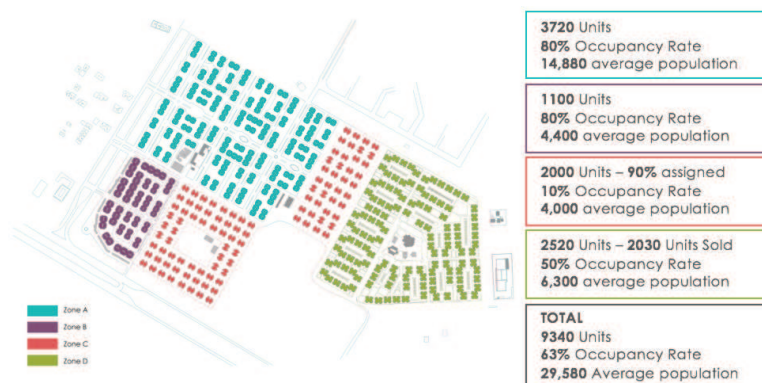 3720 Units
80% Occupancy Rate
14,880 average population
1100 Units
80% Occupancy Rate
4,400 average population
2000 Units – 90% assigned
10% Occupancy Rate
4,000 average population
2520 Units – 2030 Units Sold
50% Occupancy Rate
6,300 average population
TOTAL
9340 Units
63% Occupancy Rate
29,580 Average population
Zone A
Zone B
Zone C
Zone D